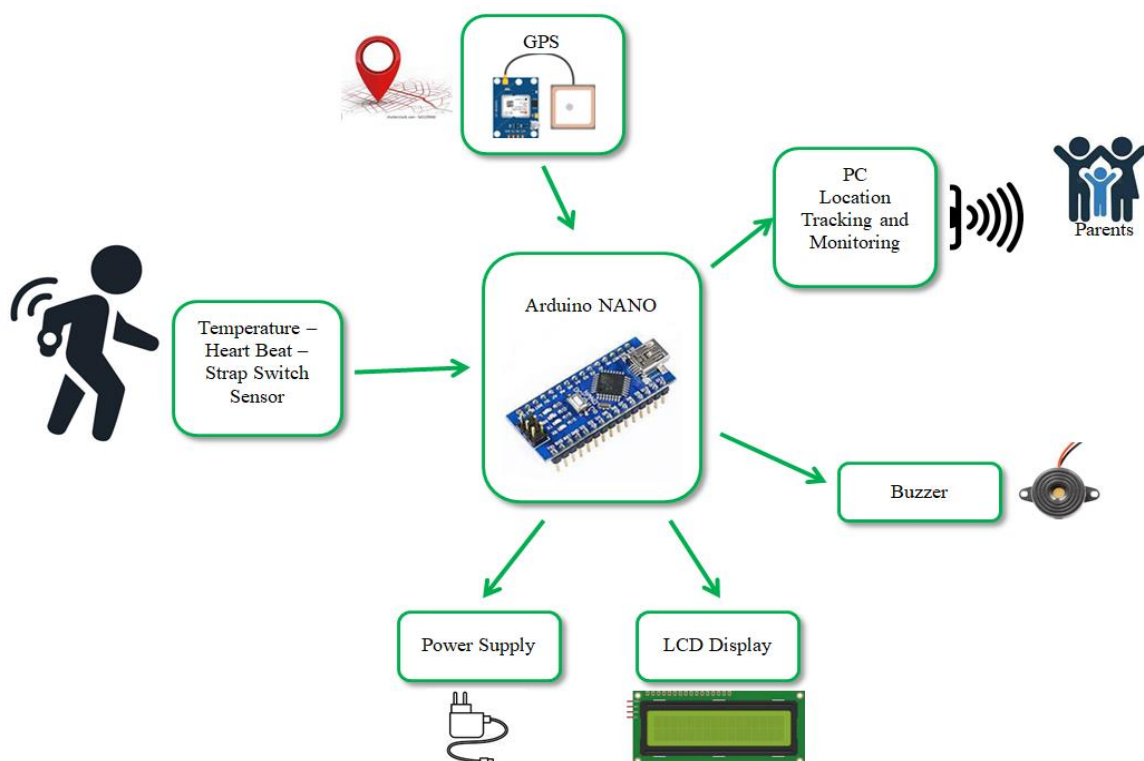 GPS
PC
Location
Tracking and
Monitoring
Parents
Arduino NANO
Temperature –
Heart Beat –
Strap Switch
Sensor
Buzzer
Power Supply
LCD Display